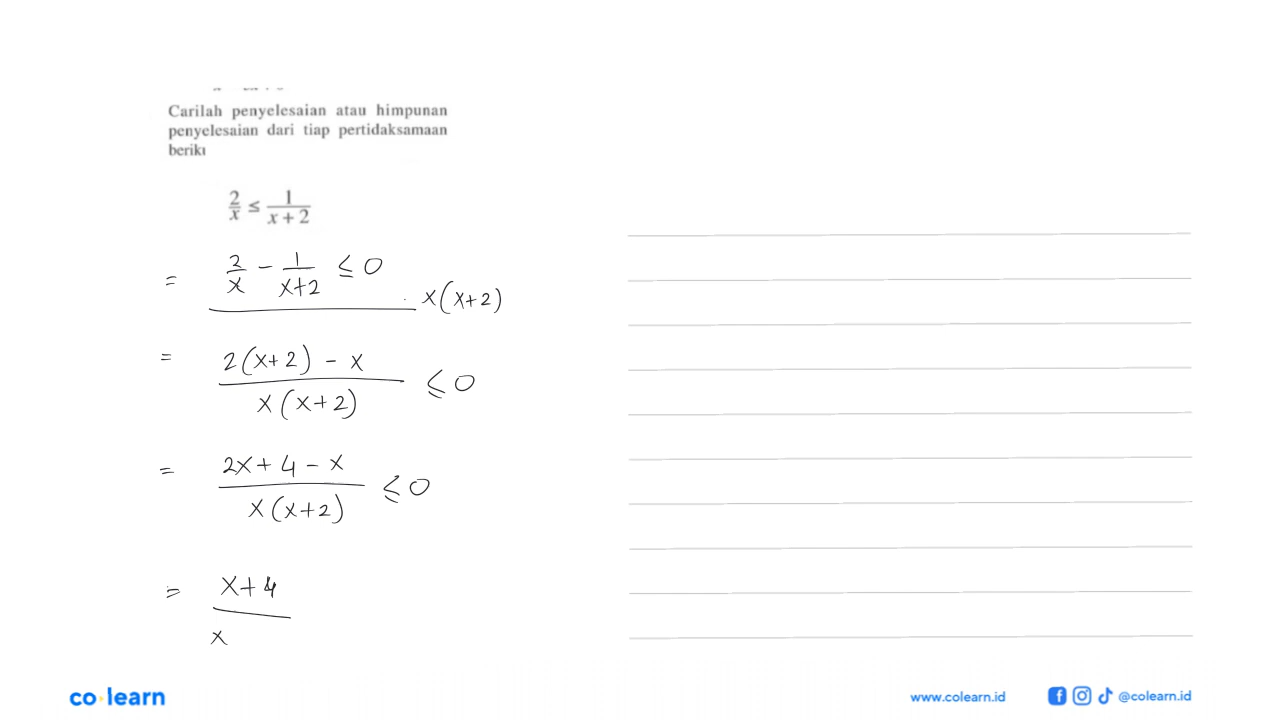 Carilah penyelesaian atau himpunan
penyelesaian dari tiap pertidaksamaan
berikı
2/x ≤ 1/(x + 2)
= 2/x - 1/(x+2) ≤ 0
x(x+2)
= (2(x+2) - x)/(x(x+2)) ≤ 0
= (2x+4-x)/(x(x+2)) ≤ 0
= (x+4)/x
co learn
www.colearn.id
@colearn.id